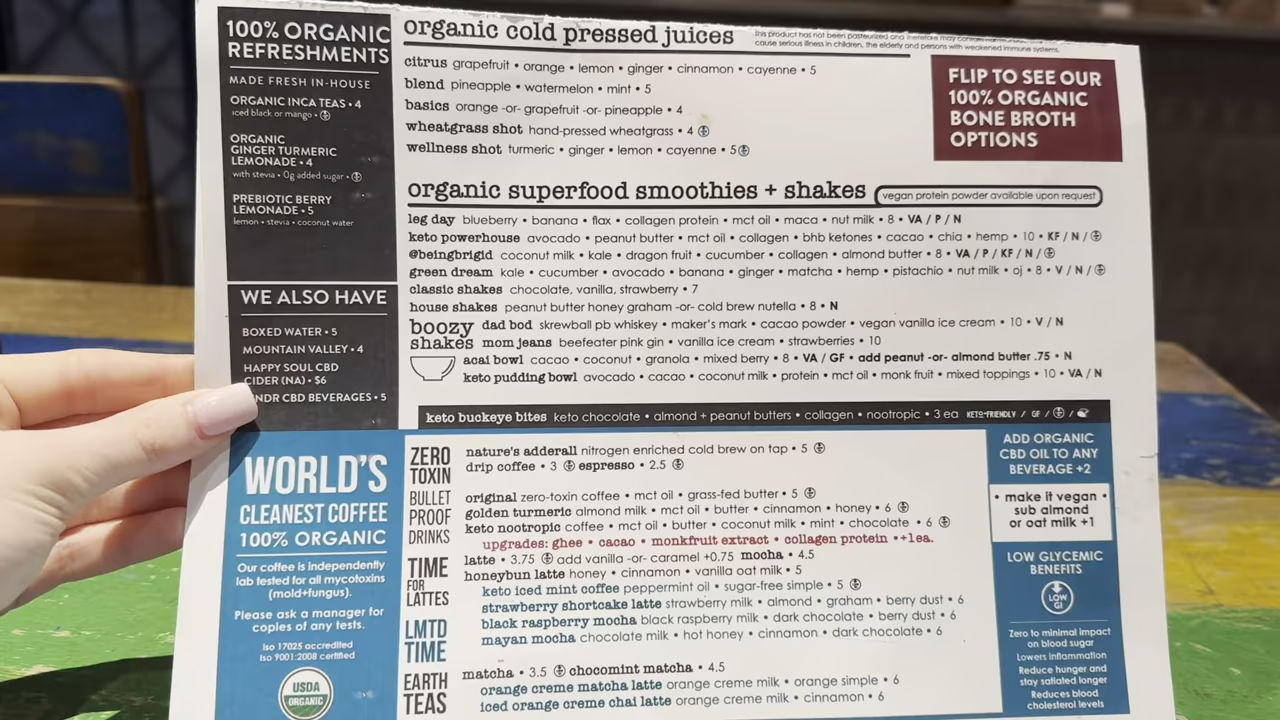 100% ORGANIC
REFRESHMENTS
MADE FRESH IN-HOUSE
ORGANIC INCA TEAS • 4
iced black or mango •
ORGANIC
GINGER TURMERIC
LEMONADE • 4
with stevia • 0g added sugar •
PREBIOTIC BERRY
LEMONADE • 5
lemon • stevia • coconut water
WE ALSO HAVE
BOXED WATER • 5
MOUNTAIN VALLEY • 4
HAPPY SOUL CBD
CIDER (NA) • $6
NDR CBD BEVERAGES • 5
organic cold pressed juices
this product has not been pasteurized and therefore may
cause serious illness in children, the elderly and persons with weakened immune systems.
citrus grapefruit • orange • lemon • ginger • cinnamon • cayenne • 5
blend pineapple • watermelon • mint • 5
basics orange -or- grapefruit -or- pineapple • 4
wheatgrass shot hand-pressed wheatgrass • 4
wellness shot turmeric • ginger • lemon • cayenne • 5
FLIP TO SEE OUR
100% ORGANIC
BONE BROTH
OPTIONS
organic superfood smoothies + shakes vegan protein powder available upon request
leg day blueberry • banana • flax • collagen protein • mct oil • maca • nut milk • 8 • VA / P / N
keto powerhouse avocado • peanut butter • mct oil • collagen • bhb ketones • cacao • chia • hemp • 10 • KF / N /
@beingbrigid coconut milk • kale • dragon fruit • cucumber • collagen • almond butter • 8 • VA / P / KF / N /
green dream kale • cucumber • avocado • banana • ginger • matcha • hemp • pistachio • nut milk • oj • 8 • V / N /
classic shakes chocolate, vanilla, strawberry • 7
house shakes peanut butter honey graham -or- cold brew nutella • 8 • N
boozy shakes
dad bod skrewball pb whiskey • maker's mark • cacao powder • vegan vanilla ice cream • 10 • V / N
mom jeans beefeater pink gin • vanilla ice cream • strawberries • 10
acai bowl cacao • coconut • granola • mixed berry • 8 • VA / GF • add peanut -or- almond butter .75 • N
keto pudding bowl avocado • cacao • coconut milk • protein • mct oil • monk fruit • mixed toppings • 10 • VA / N
keto buckeye bites keto chocolate • almond + peanut butters • collagen • nootropic • 3 ea KETO-FRIENDLY / GF /
WORLD'S
CLEANEST COFFEE
100% ORGANIC
Our coffee is independently
lab tested for all mycotoxins
(mold+fungus).
Please ask a manager for
copies of any tests.
Iso 17025 accredited
Iso 9001:2008 certified
USDA
ORGANIC
ZERO
TOXIN
nature's adderall nitrogen enriched cold brew on tap • 5
drip coffee • 3 espresso • 2.5
BULLET
PROOF
DRINKS
original zero-toxin coffee • mct oil • grass-fed butter • 5
golden turmeric almond milk • mct oil • butter • cinnamon • honey • 6
keto nootropic coffee • mct oil • butter • coconut milk • mint • chocolate • 6
upgrades: ghee • cacao • monkfruit extract • collagen protein •+1ea.
TIME
FOR
LATTES
latte • 3.75 add vanilla -or- caramel +0.75 mocha • 4.5
honeybun latte honey • cinnamon • vanilla oat milk • 5
keto iced mint coffee peppermint oil • sugar-free simple • 5
LMTD
TIME
strawberry shortcake latte strawberry milk • almond • graham • berry dust • 6
black raspberry mocha black raspberry milk • dark chocolate • berry dust • 6
mayan mocha chocolate milk • hot honey • cinnamon • dark chocolate • 6
EARTH
TEAS
matcha • 3.5 chocomint matcha • 4.5
orange creme matcha latte orange creme milk • orange simple • 6
iced orange creme chai latte orange creme milk • cinnamon • 6
ADD ORGANIC
CBD OIL TO ANY
BEVERAGE +2
• make it vegan •
sub almond
or oat milk +1
LOW GLYCEMIC
BENEFITS
LOW
GI
Zero to minimal impact
on blood sugar
Lowers inflammation
Reduce hunger and
stay satiated longer
Reduces blood
cholesterol levels